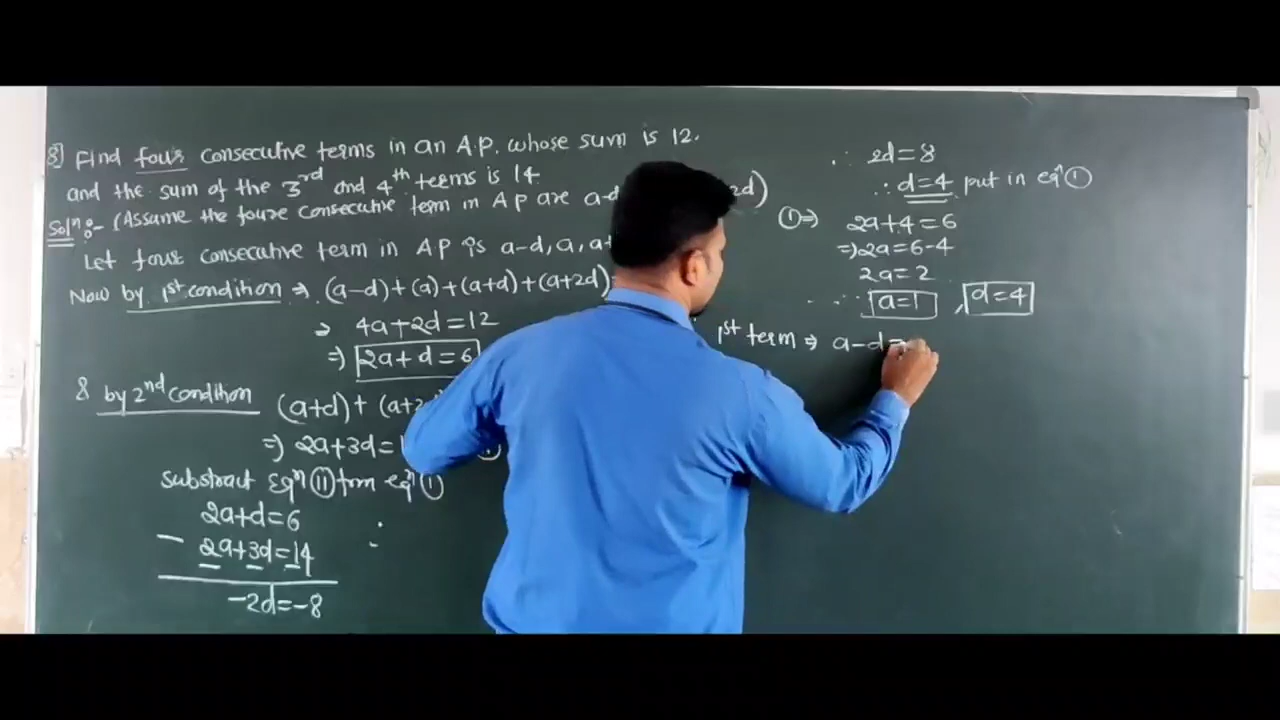 8] Find four consecutive terms in an A.P. whose sum is 12.
and the sum of the 3rd and 4th terms is 14
Soln :- (Assume the foure consecutive term in A P are a-d 2d)
Let four consecutive term in A P is a-d, a, a+
Now by 1st condition ⇒ (a-d)+(a)+(a+d)+(a+2d)
⇒ 4a+2d=12
⇒ 2a+d=6
& by 2nd condition (a+d)+(a+2
⇒ 2a+3d=1
substract Eqn (II) from eqn (I)
2a+d=6
- 2a+3d=14
-2d=-8
∴ 2d=8
∴ d=4 put in eqn (1)
(1)⇒ 2a+4=6
⇒2a=6-4
2a=2
∴ a=1 , d=4
1st term ⇒ a-d=